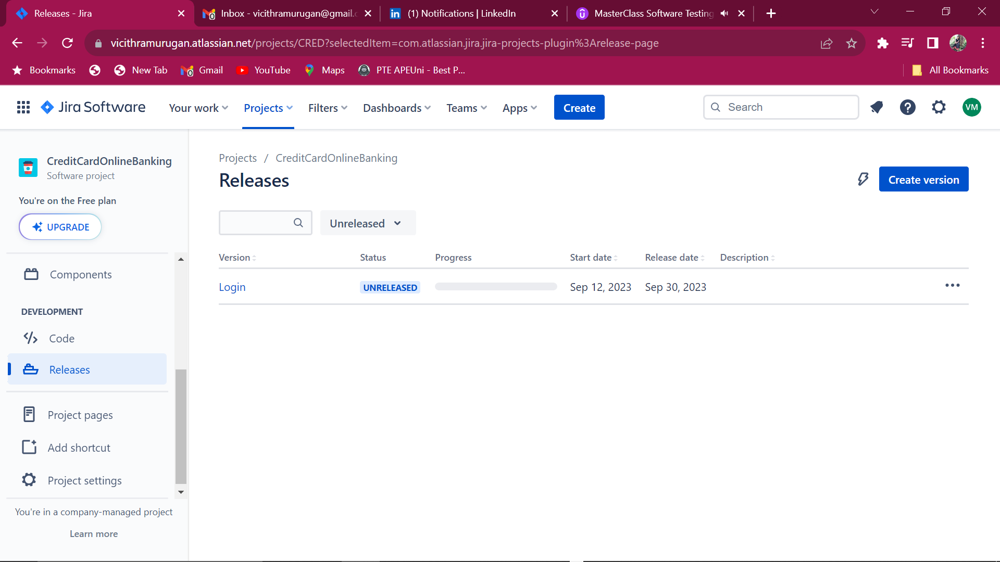 Releases - Jira
Inbox - vicithramurugan@gmail.c
(1) Notifications | LinkedIn
MasterClass Software Testing
vicithramurugan.atlassian.net/projects/CRED?selectedItem=com.atlassian.jira.jira-projects-plugin%3Arelease-page
Bookmarks
New Tab
Gmail
YouTube
Maps
PTE APEUni - Best P...
All Bookmarks
Jira Software
Your work
Projects
Filters
Dashboards
Teams
Apps
Create
Search
VM
CreditCardOnlineBanking
Software project
You're on the Free plan
UPGRADE
Components
DEVELOPMENT
Code
Releases
Project pages
Add shortcut
Project settings
You're in a company-managed project
Learn more
Projects / CreditCardOnlineBanking
Releases
Create version
Unreleased
Version Status Progress Start date Release date Description
Login UNRELEASED Sep 12, 2023 Sep 30, 2023